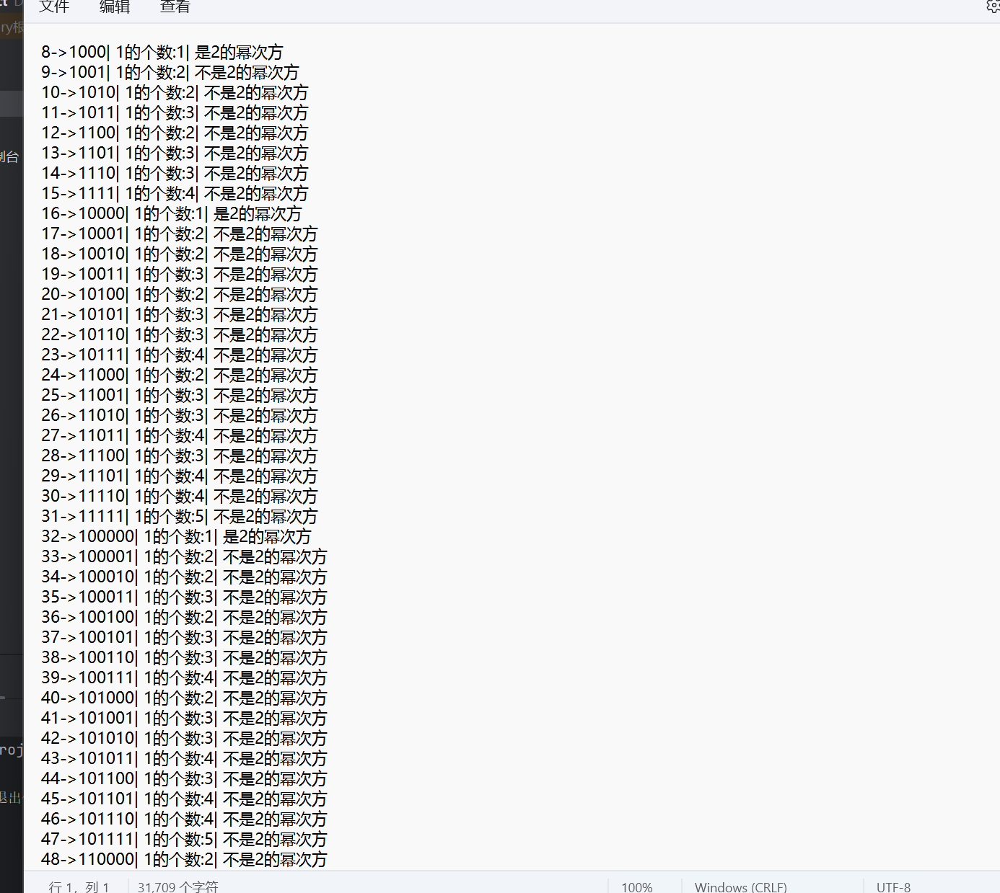 文件 编辑 查看
ry根
8->1000| 1的个数:1| 是2的幂次方
9->1001| 1的个数:2| 不是2的幂次方
10->1010| 1的个数:2| 不是2的幂次方
11->1011| 1的个数:3| 不是2的幂次方
12->1100| 1的个数:2| 不是2的幂次方
13->1101| 1的个数:3| 不是2的幂次方
制台
14->1110| 1的个数:3| 不是2的幂次方
15->1111| 1的个数:4| 不是2的幂次方
16->10000| 1的个数:1| 是2的幂次方
17->10001| 1的个数:2| 不是2的幂次方
18->10010| 1的个数:2| 不是2的幂次方
19->10011| 1的个数:3| 不是2的幂次方
20->10100| 1的个数:2| 不是2的幂次方
21->10101| 1的个数:3| 不是2的幂次方
22->10110| 1的个数:3| 不是2的幂次方
23->10111| 1的个数:4| 不是2的幂次方
24->11000| 1的个数:2| 不是2的幂次方
25->11001| 1的个数:3| 不是2的幂次方
26->11010| 1的个数:3| 不是2的幂次方
27->11011| 1的个数:4| 不是2的幂次方
28->11100| 1的个数:3| 不是2的幂次方
29->11101| 1的个数:4| 不是2的幂次方
30->11110| 1的个数:4| 不是2的幂次方
31->11111| 1的个数:5| 不是2的幂次方
32->100000| 1的个数:1| 是2的幂次方
33->100001| 1的个数:2| 不是2的幂次方
34->100010| 1的个数:2| 不是2的幂次方
35->100011| 1的个数:3| 不是2的幂次方
36->100100| 1的个数:2| 不是2的幂次方
37->100101| 1的个数:3| 不是2的幂次方
38->100110| 1的个数:3| 不是2的幂次方
39->100111| 1的个数:4| 不是2的幂次方
40->101000| 1的个数:2| 不是2的幂次方
41->101001| 1的个数:3| 不是2的幂次方
42->101010| 1的个数:3| 不是2的幂次方
roj
43->101011| 1的个数:4| 不是2的幂次方
44->101100| 1的个数:3| 不是2的幂次方
45->101101| 1的个数:4| 不是2的幂次方
退出
46->101110| 1的个数:4| 不是2的幂次方
47->101111| 1的个数:5| 不是2的幂次方
48->110000| 1的个数:2| 不是2的幂次方
行 1，列 1 31,709 个字符 100% Windows (CRLF) UTF-8